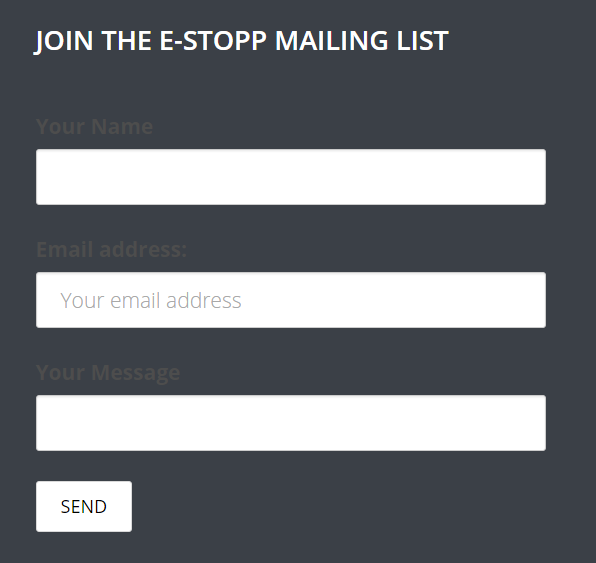 JOIN THE E-STOPP MAILING LIST
Your Name
Email address:
Your email address
Your Message
SEND